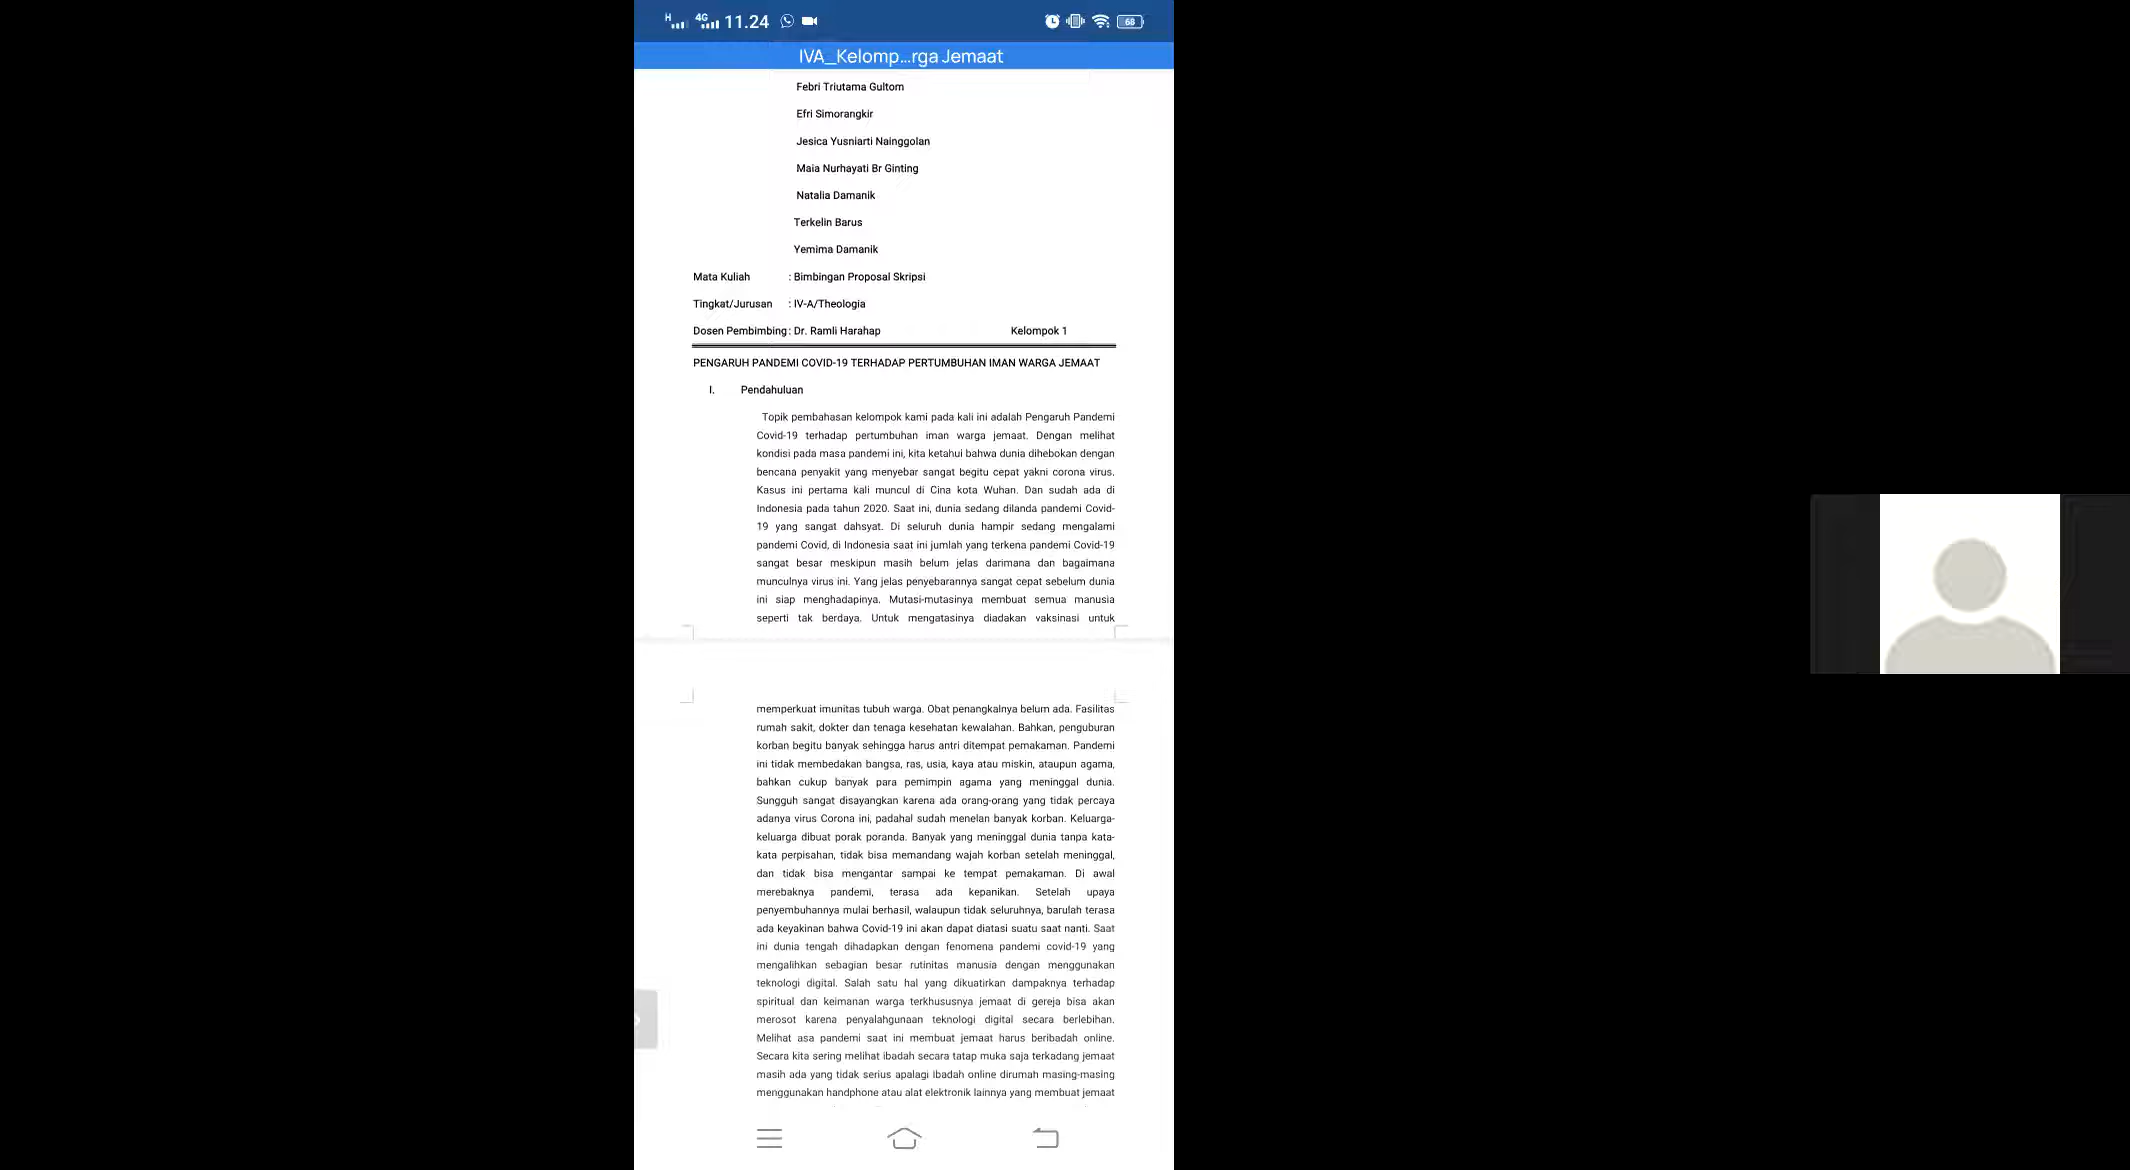 H 4G 11.24 68
IVA_Kelomp...rga Jemaat
Febri Triutama Gultom
Efri Simorangkir
Jesica Yusniarti Nainggolan
Maia Nurhayati Br Ginting
Natalia Damanik
Terkelin Barus
Yemima Damanik
Mata Kuliah : Bimbingan Proposal Skripsi
Tingkat/Jurusan : IV-A/Theologia
Dosen Pembimbing : Dr. Ramli Harahap Kelompok 1
PENGARUH PANDEMI COVID-19 TERHADAP PERTUMBUHAN IMAN WARGA JEMAAT
I. Pendahuluan
Topik pembahasan kelompok kami pada kali ini adalah Pengaruh Pandemi
Covid-19 terhadap pertumbuhan iman warga jemaat. Dengan melihat
kondisi pada masa pandemi ini, kita ketahui bahwa dunia dihebokan dengan
bencana penyakit yang menyebar sangat begitu cepat yakni corona virus.
Kasus ini pertama kali muncul di Cina kota Wuhan. Dan sudah ada di
Indonesia pada tahun 2020. Saat ini, dunia sedang dilanda pandemi Covid-
19 yang sangat dahsyat. Di seluruh dunia hampir sedang mengalami
pandemi Covid, di Indonesia saat ini jumlah yang terkena pandemi Covid-19
sangat besar meskipun masih belum jelas darimana dan bagaimana
munculnya virus ini. Yang jelas penyebarannya sangat cepat sebelum dunia
ini siap menghadapinya. Mutasi-mutasinya membuat semua manusia
seperti tak berdaya. Untuk mengatasinya diadakan vaksinasi untuk
memperkuat imunitas tubuh warga. Obat penangkalnya belum ada. Fasilitas
rumah sakit, dokter dan tenaga kesehatan kewalahan. Bahkan, penguburan
korban begitu banyak sehingga harus antri ditempat pemakaman. Pandemi
ini tidak membedakan bangsa, ras, usia, kaya atau miskin, ataupun agama,
bahkan cukup banyak para pemimpin agama yang meninggal dunia.
Sungguh sangat disayangkan karena ada orang-orang yang tidak percaya
adanya virus Corona ini, padahal sudah menelan banyak korban. Keluarga-
keluarga dibuat porak poranda. Banyak yang meninggal dunia tanpa kata-
kata perpisahan, tidak bisa memandang wajah korban setelah meninggal,
dan tidak bisa mengantar sampai ke tempat pemakaman. Di awal
merebaknya pandemi, terasa ada kepanikan. Setelah upaya
penyembuhannya mulai berhasil, walaupun tidak seluruhnya, barulah terasa
ada keyakinan bahwa Covid-19 ini akan dapat diatasi suatu saat nanti. Saat
ini dunia tengah dihadapkan dengan fenomena pandemi covid-19 yang
mengalihkan sebagian besar rutinitas manusia dengan menggunakan
teknologi digital. Salah satu hal yang dikuatirkan dampaknya terhadap
spiritual dan keimanan warga terkhususnya jemaat di gereja bisa akan
merosot karena penyalahgunaan teknologi digital secara berlebihan.
Melihat asa pandemi saat ini membuat jemaat harus beribadah online.
Secara kita sering melihat ibadah secara tatap muka saja terkadang jemaat
masih ada yang tidak serius apalagi ibadah online dirumah masing-masing
menggunakan handphone atau alat elektronik lainnya yang membuat jemaat